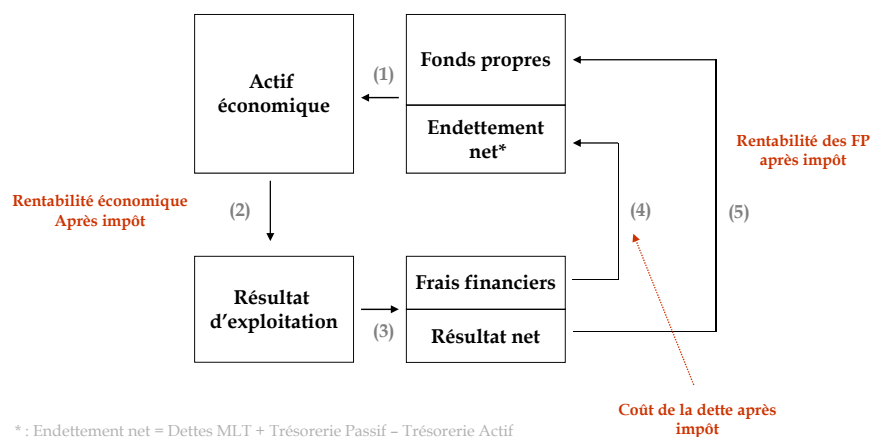 Actif
économique
(1)
Fonds propres
Endettement
net*
Rentabilité des FP
après impôt
Rentabilité économique
Après impôt
(2)
(4)
(5)
Résultat
d’exploitation
(3)
Frais financiers
Résultat net
Coût de la dette après
impôt
* : Endettement net = Dettes MLT + Trésorerie Passif – Trésorerie Actif